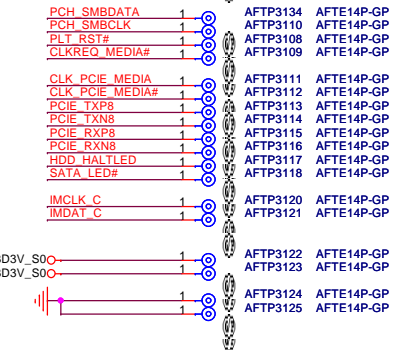 PCH_SMBDATA 1 AFTP3134 AFTE14P-GP
PCH_SMBCLK 1 AFTP3110 AFTE14P-GP
PLT_RST# 1 AFTP3108 AFTE14P-GP
CLKREQ_MEDIA# 1 AFTP3109 AFTE14P-GP
CLK_PCIE_MEDIA 1 AFTP3111 AFTE14P-GP
CLK_PCIE_MEDIA# 1 AFTP3112 AFTE14P-GP
PCIE_TXP8 1 AFTP3113 AFTE14P-GP
PCIE_TXN8 1 AFTP3114 AFTE14P-GP
PCIE_RXP8 1 AFTP3115 AFTE14P-GP
PCIE_RXN8 1 AFTP3116 AFTE14P-GP
HDD_HALTLED 1 AFTP3117 AFTE14P-GP
SATA_LED# 1 AFTP3118 AFTE14P-GP
IMCLK_C 1 AFTP3120 AFTE14P-GP
IMDAT_C 1 AFTP3121 AFTE14P-GP
3D3V_S0 1 AFTP3122 AFTE14P-GP
3D3V_S0 1 AFTP3123 AFTE14P-GP
1 AFTP3124 AFTE14P-GP
1 AFTP3125 AFTE14P-GP